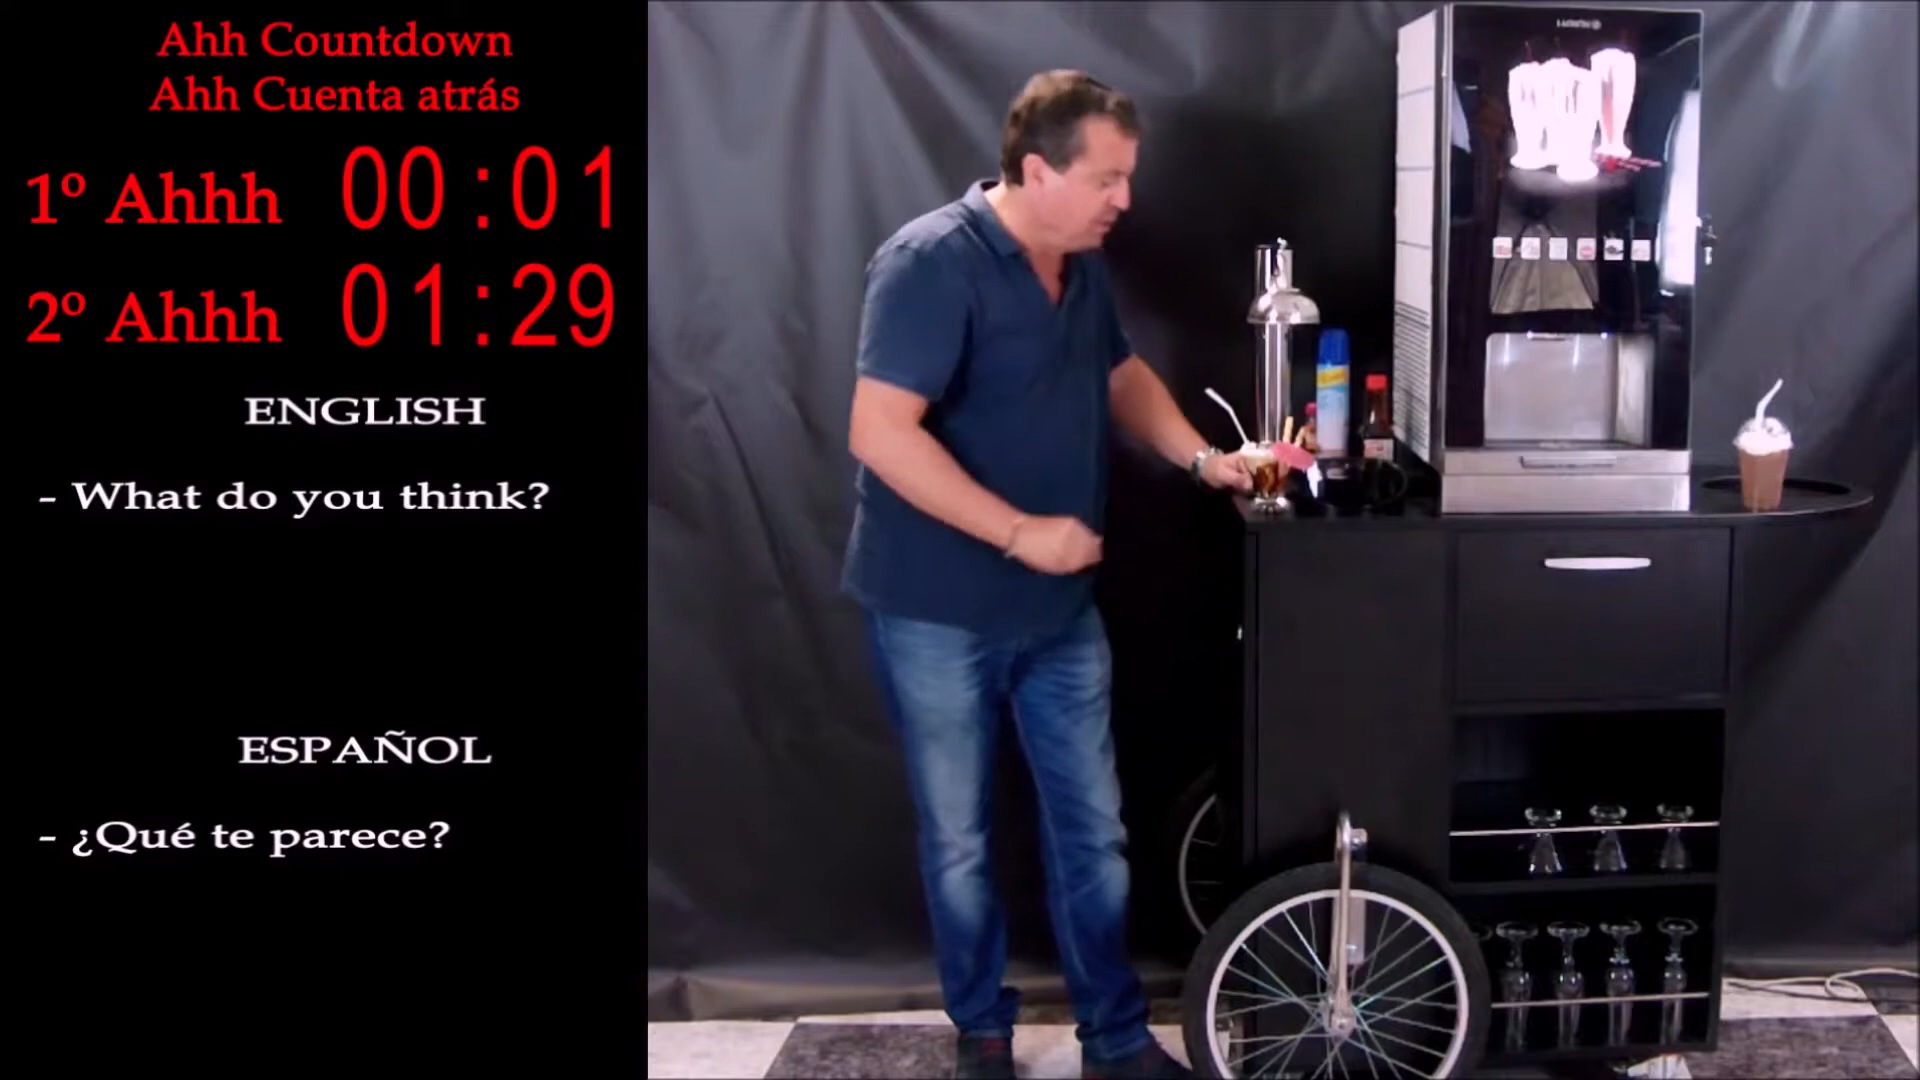 Ahh Countdown
Ahh Cuenta atrás
1º Ahhh 00:01
2º Ahhh 01:29
ENGLISH
- What do you think?
ESPAÑOL
- ¿Qué te parece?